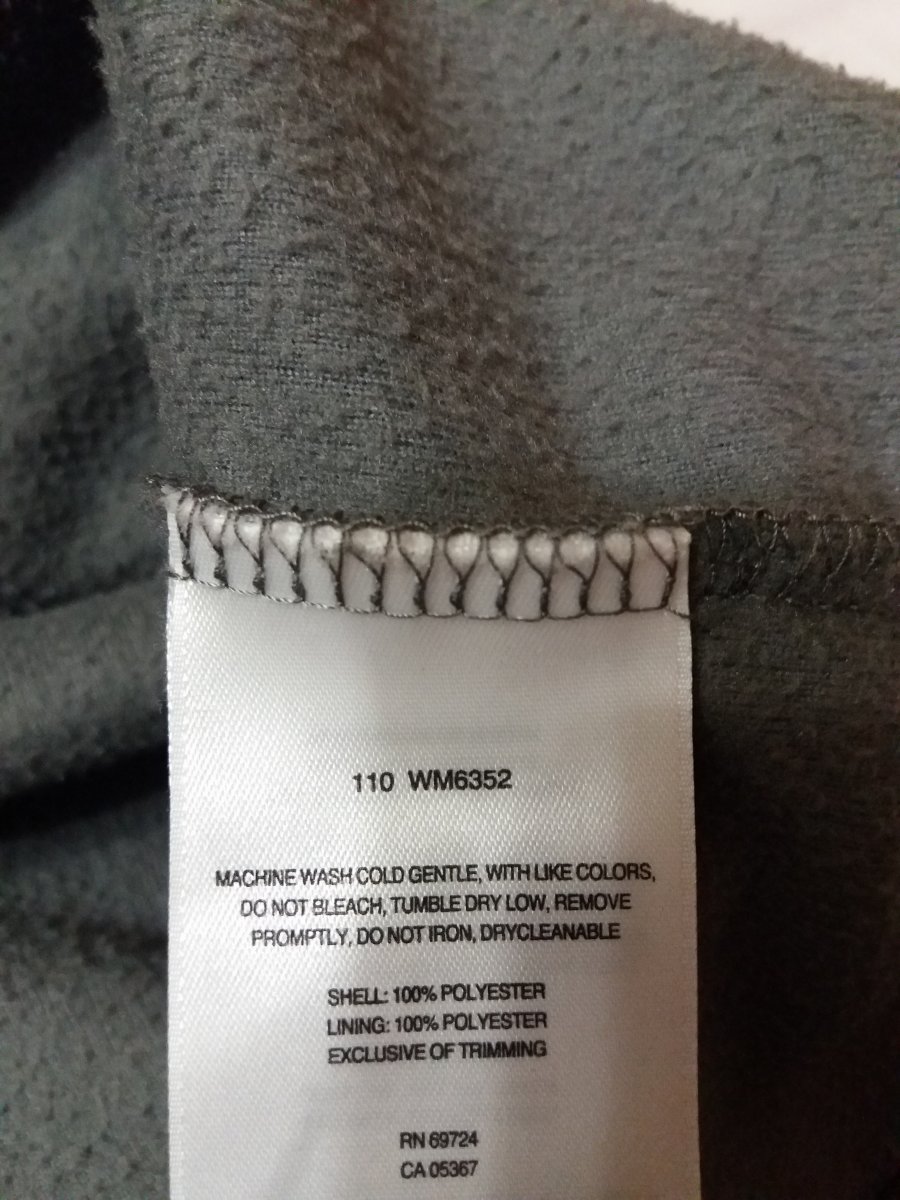 110 WM6352
MACHINE WASH COLD GENTLE, WITH LIKE COLORS,
DO NOT BLEACH, TUMBLE DRY LOW, REMOVE
PROMPTLY, DO NOT IRON, DRYCLEANABLE
SHELL: 100% POLYESTER
LINING: 100% POLYESTER
EXCLUSIVE OF TRIMMING
RN 69724
CA 05367